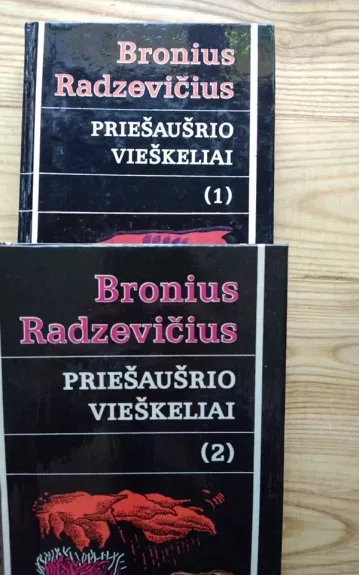 Bronius
Radzevičius
PRIEŠAUŠRIO
VIEŠKELIAI
(1)
Bronius
Radzevičius
PRIEŠAUŠRIO
VIEŠKELIAI
(2)